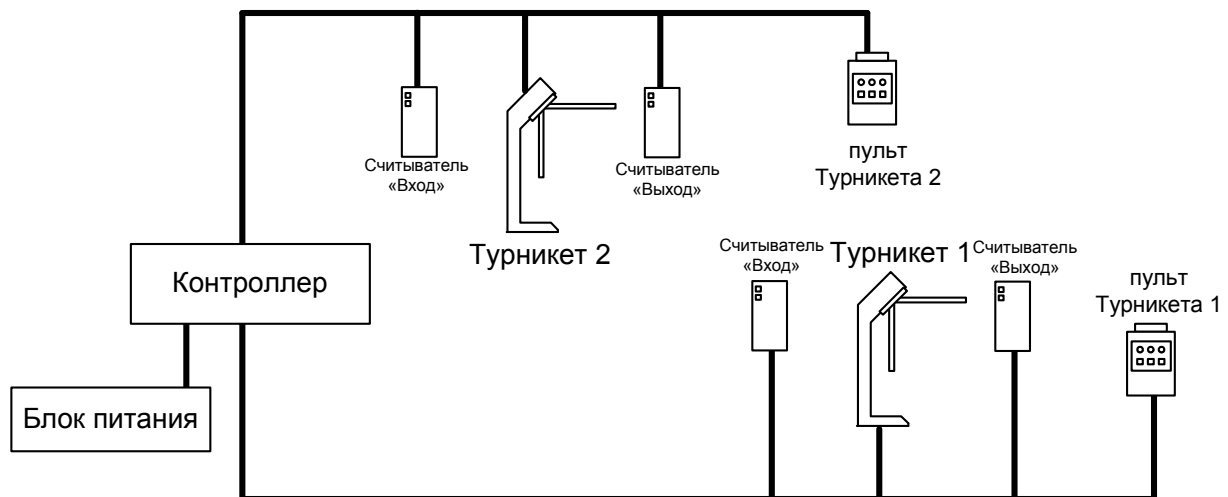 Считыватель
«Вход»
Считыватель
«Выход»
пульт
Турникета 2
Турникет 2
Контроллер
Блок питания
Считыватель
«Вход»
Турникет 1
Считыватель
«Выход»
пульт
Турникета 1